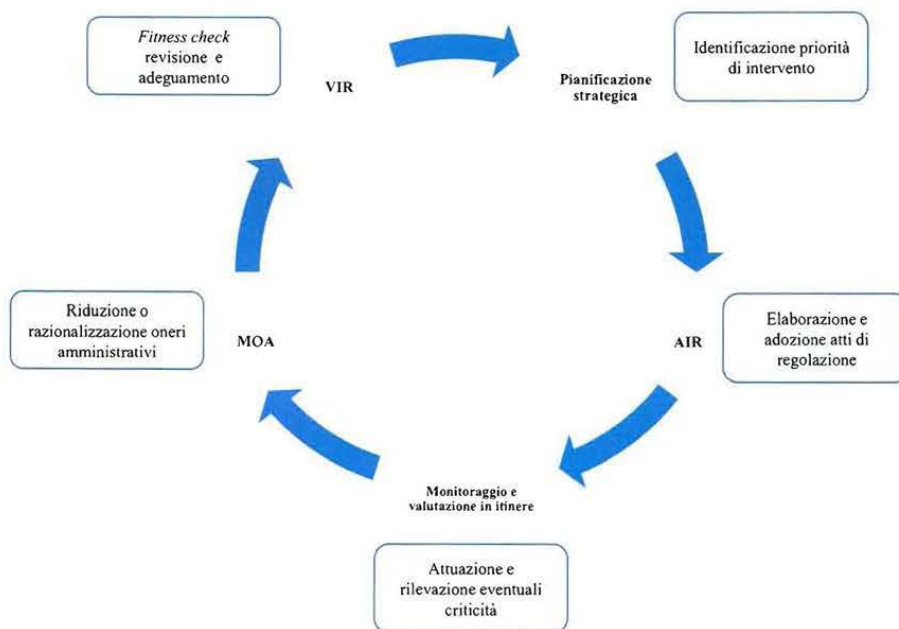 Fitness check
revisione e
adeguamento
VIR
Pianificazione
strategica
Identificazione priorità
di intervento
Riduzione o
razionalizzazione oneri
amministrativi
MOA
AIR
Elaborazione e
adozione atti di
regolazione
Monitoraggio e
valutazione in itinere
Attuazione e
rilevazione eventuali
criticità